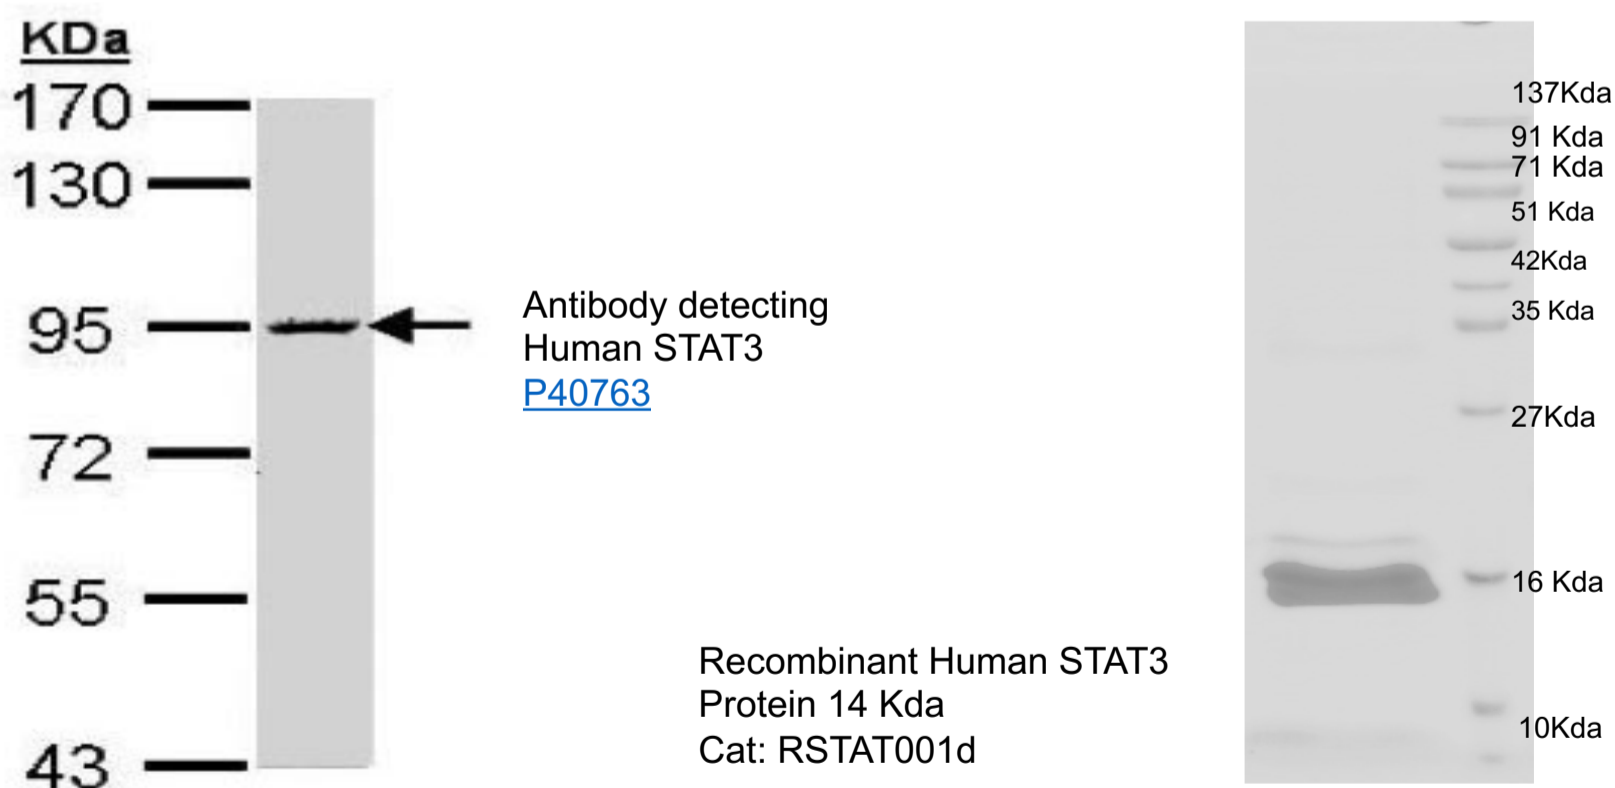 KDa
170
130
95
72
55
43
Antibody detecting
Human STAT3
P40763
Recombinant Human STAT3
Protein 14 Kda
Cat: RSTAT001d
137Kda
91 Kda
71 Kda
51 Kda
42Kda
35 Kda
27Kda
16 Kda
10Kda